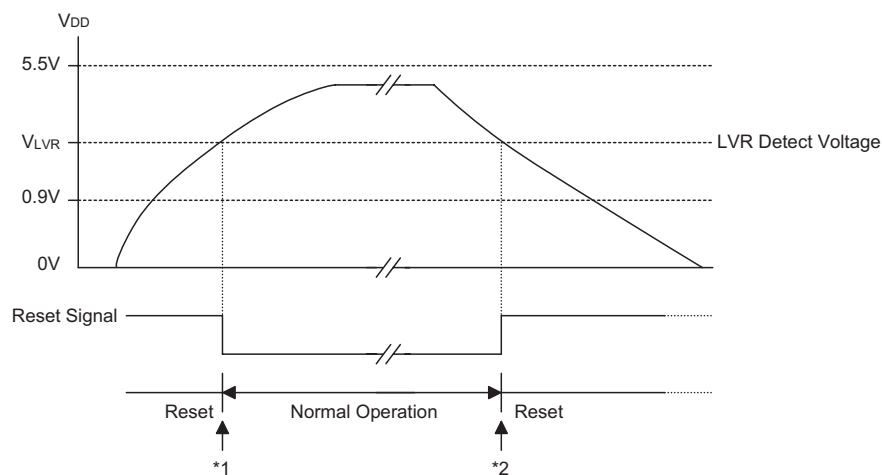 VDD
5.5V
VLVR
LVR Detect Voltage
0.9V
0V
Reset Signal
Reset
Normal Operation
Reset
*1
*2